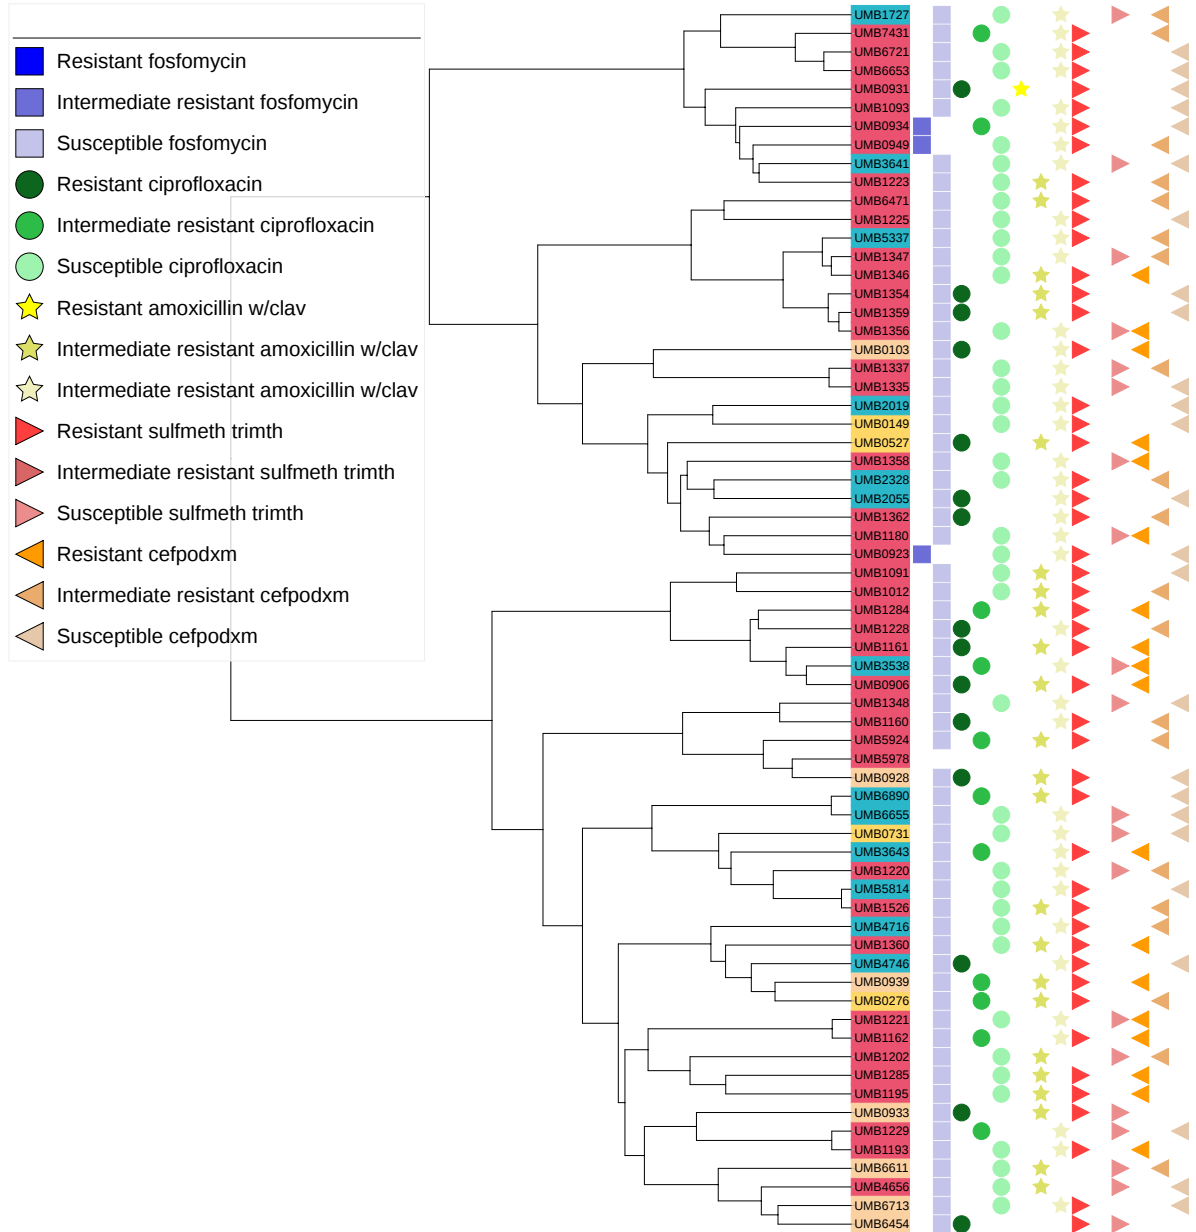 Resistant fosfomycin
Intermediate resistant fosfomycin
Susceptible fosfomycin
Resistant ciprofloxacin
Intermediate resistant ciprofloxacin
Susceptible ciprofloxacin
Resistant amoxicillin w/clav
Intermediate resistant amoxicillin w/clav
Intermediate resistant amoxicillin w/clav
Resistant sulfmeth trimth
Intermediate resistant sulfmeth trimth
Susceptible sulfmeth trimth
Resistant cefpodxm
Intermediate resistant cefpodxm
Susceptible cefpodxm
UMB1727
UMB7431
UMB6721
UMB6653
UMB0931
UMB1093
UMB0934
UMB0949
UMB3641
UMB1223
UMB6471
UMB1225
UMB5337
UMB1347
UMB1346
UMB1354
UMB1359
UMB1356
UMB0103
UMB1337
UMB1335
UMB2019
UMB0149
UMB0527
UMB1358
UMB2328
UMB2055
UMB1362
UMB1180
UMB0923
UMB1091
UMB1012
UMB1284
UMB1228
UMB1161
UMB3538
UMB0906
UMB1348
UMB1160
UMB5924
UMB5978
UMB0928
UMB6890
UMB6655
UMB0731
UMB3643
UMB1220
UMB5814
UMB1526
UMB4716
UMB1360
UMB4746
UMB0939
UMB0276
UMB1221
UMB1162
UMB1202
UMB1285
UMB1195
UMB0933
UMB1229
UMB1193
UMB6611
UMB4656
UMB6713
UMB6454